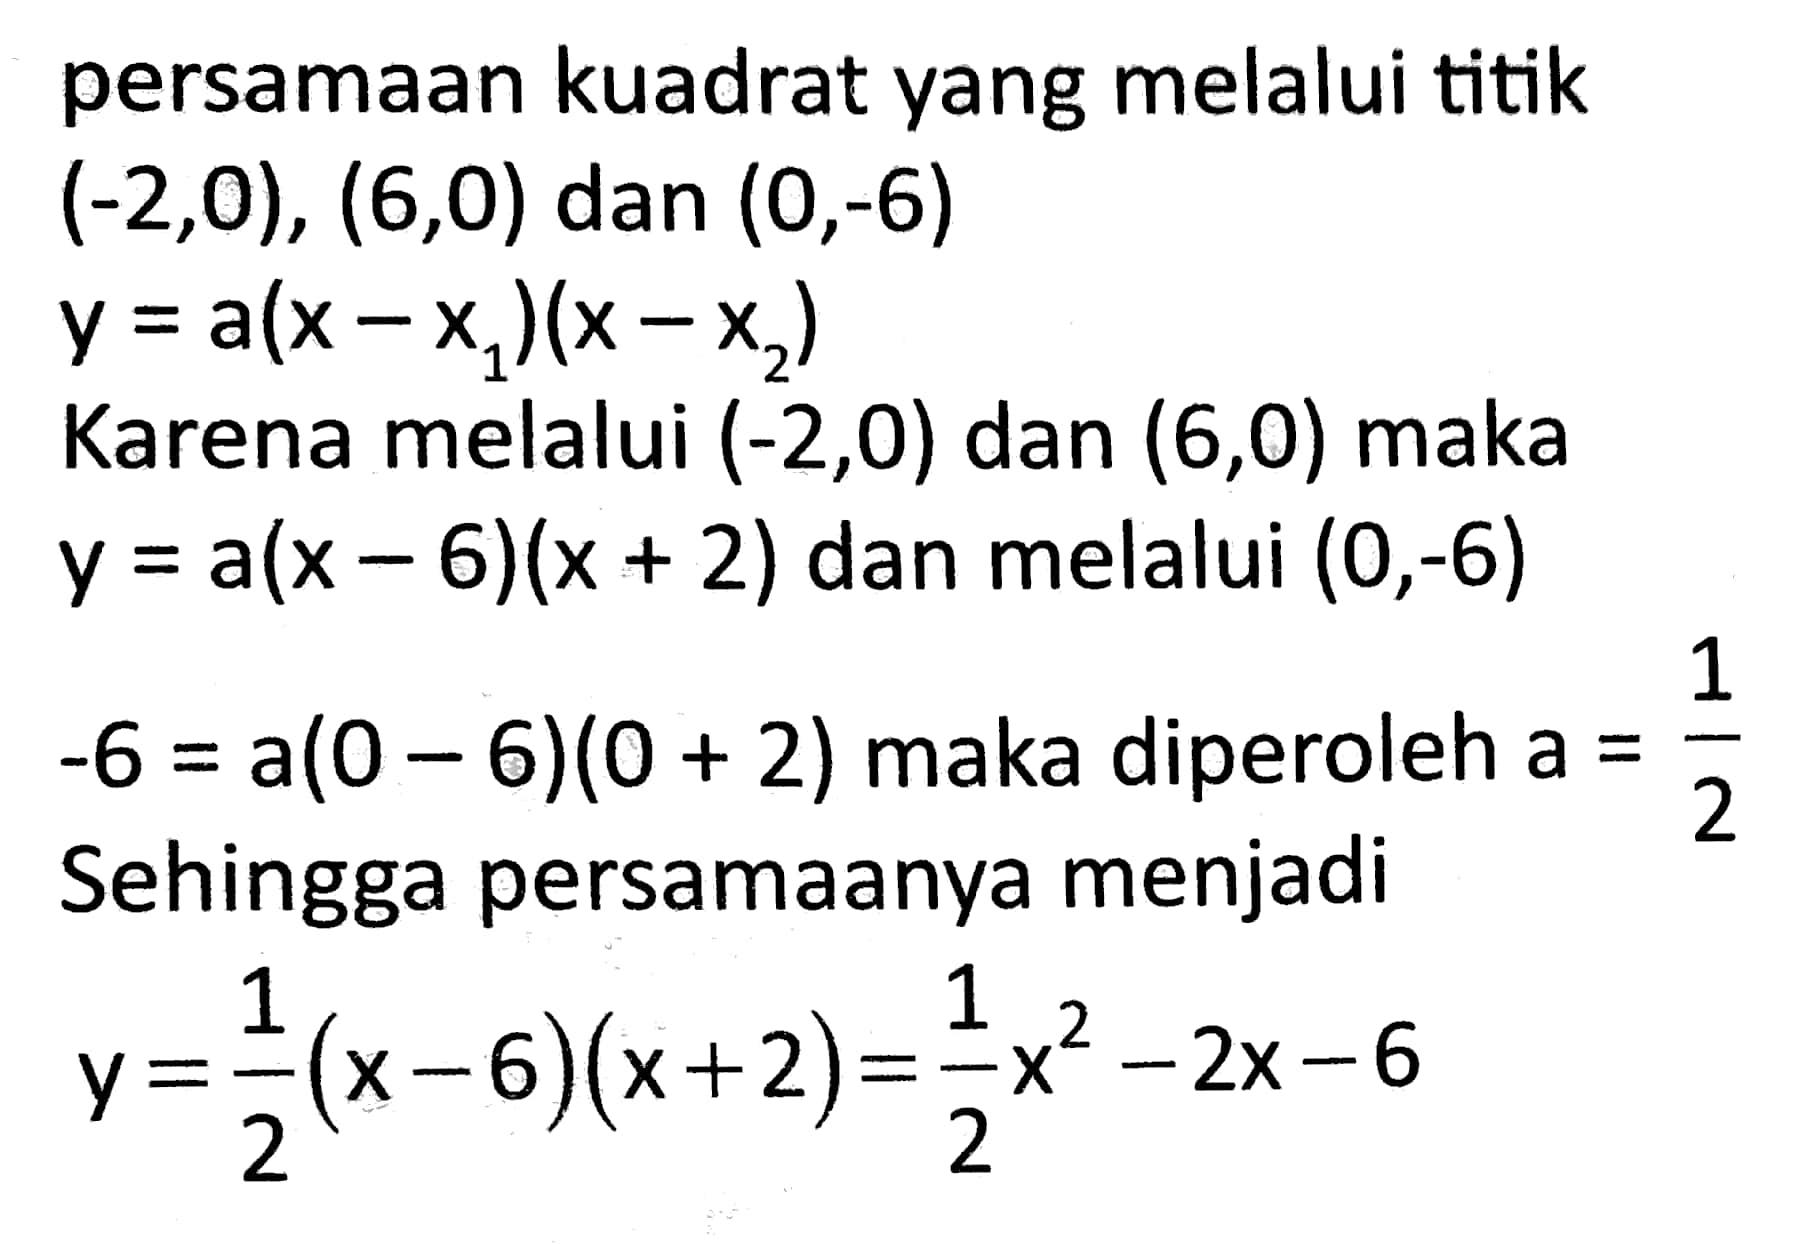 persamaan kuadrat yang melalui titik
(-2,0), (6,0) dan (0,-6)
y = a(x – x₁)(x – x₂)
Karena melalui (-2,0) dan (6,0) maka
y = a(x – 6)(x + 2) dan melalui (0,-6)
-6 = a(0 – 6)(0 + 2) maka diperoleh a = 1/2
Sehingga persamaanya menjadi
y = 1/2 (x – 6)(x + 2) = 1/2 x² – 2x – 6